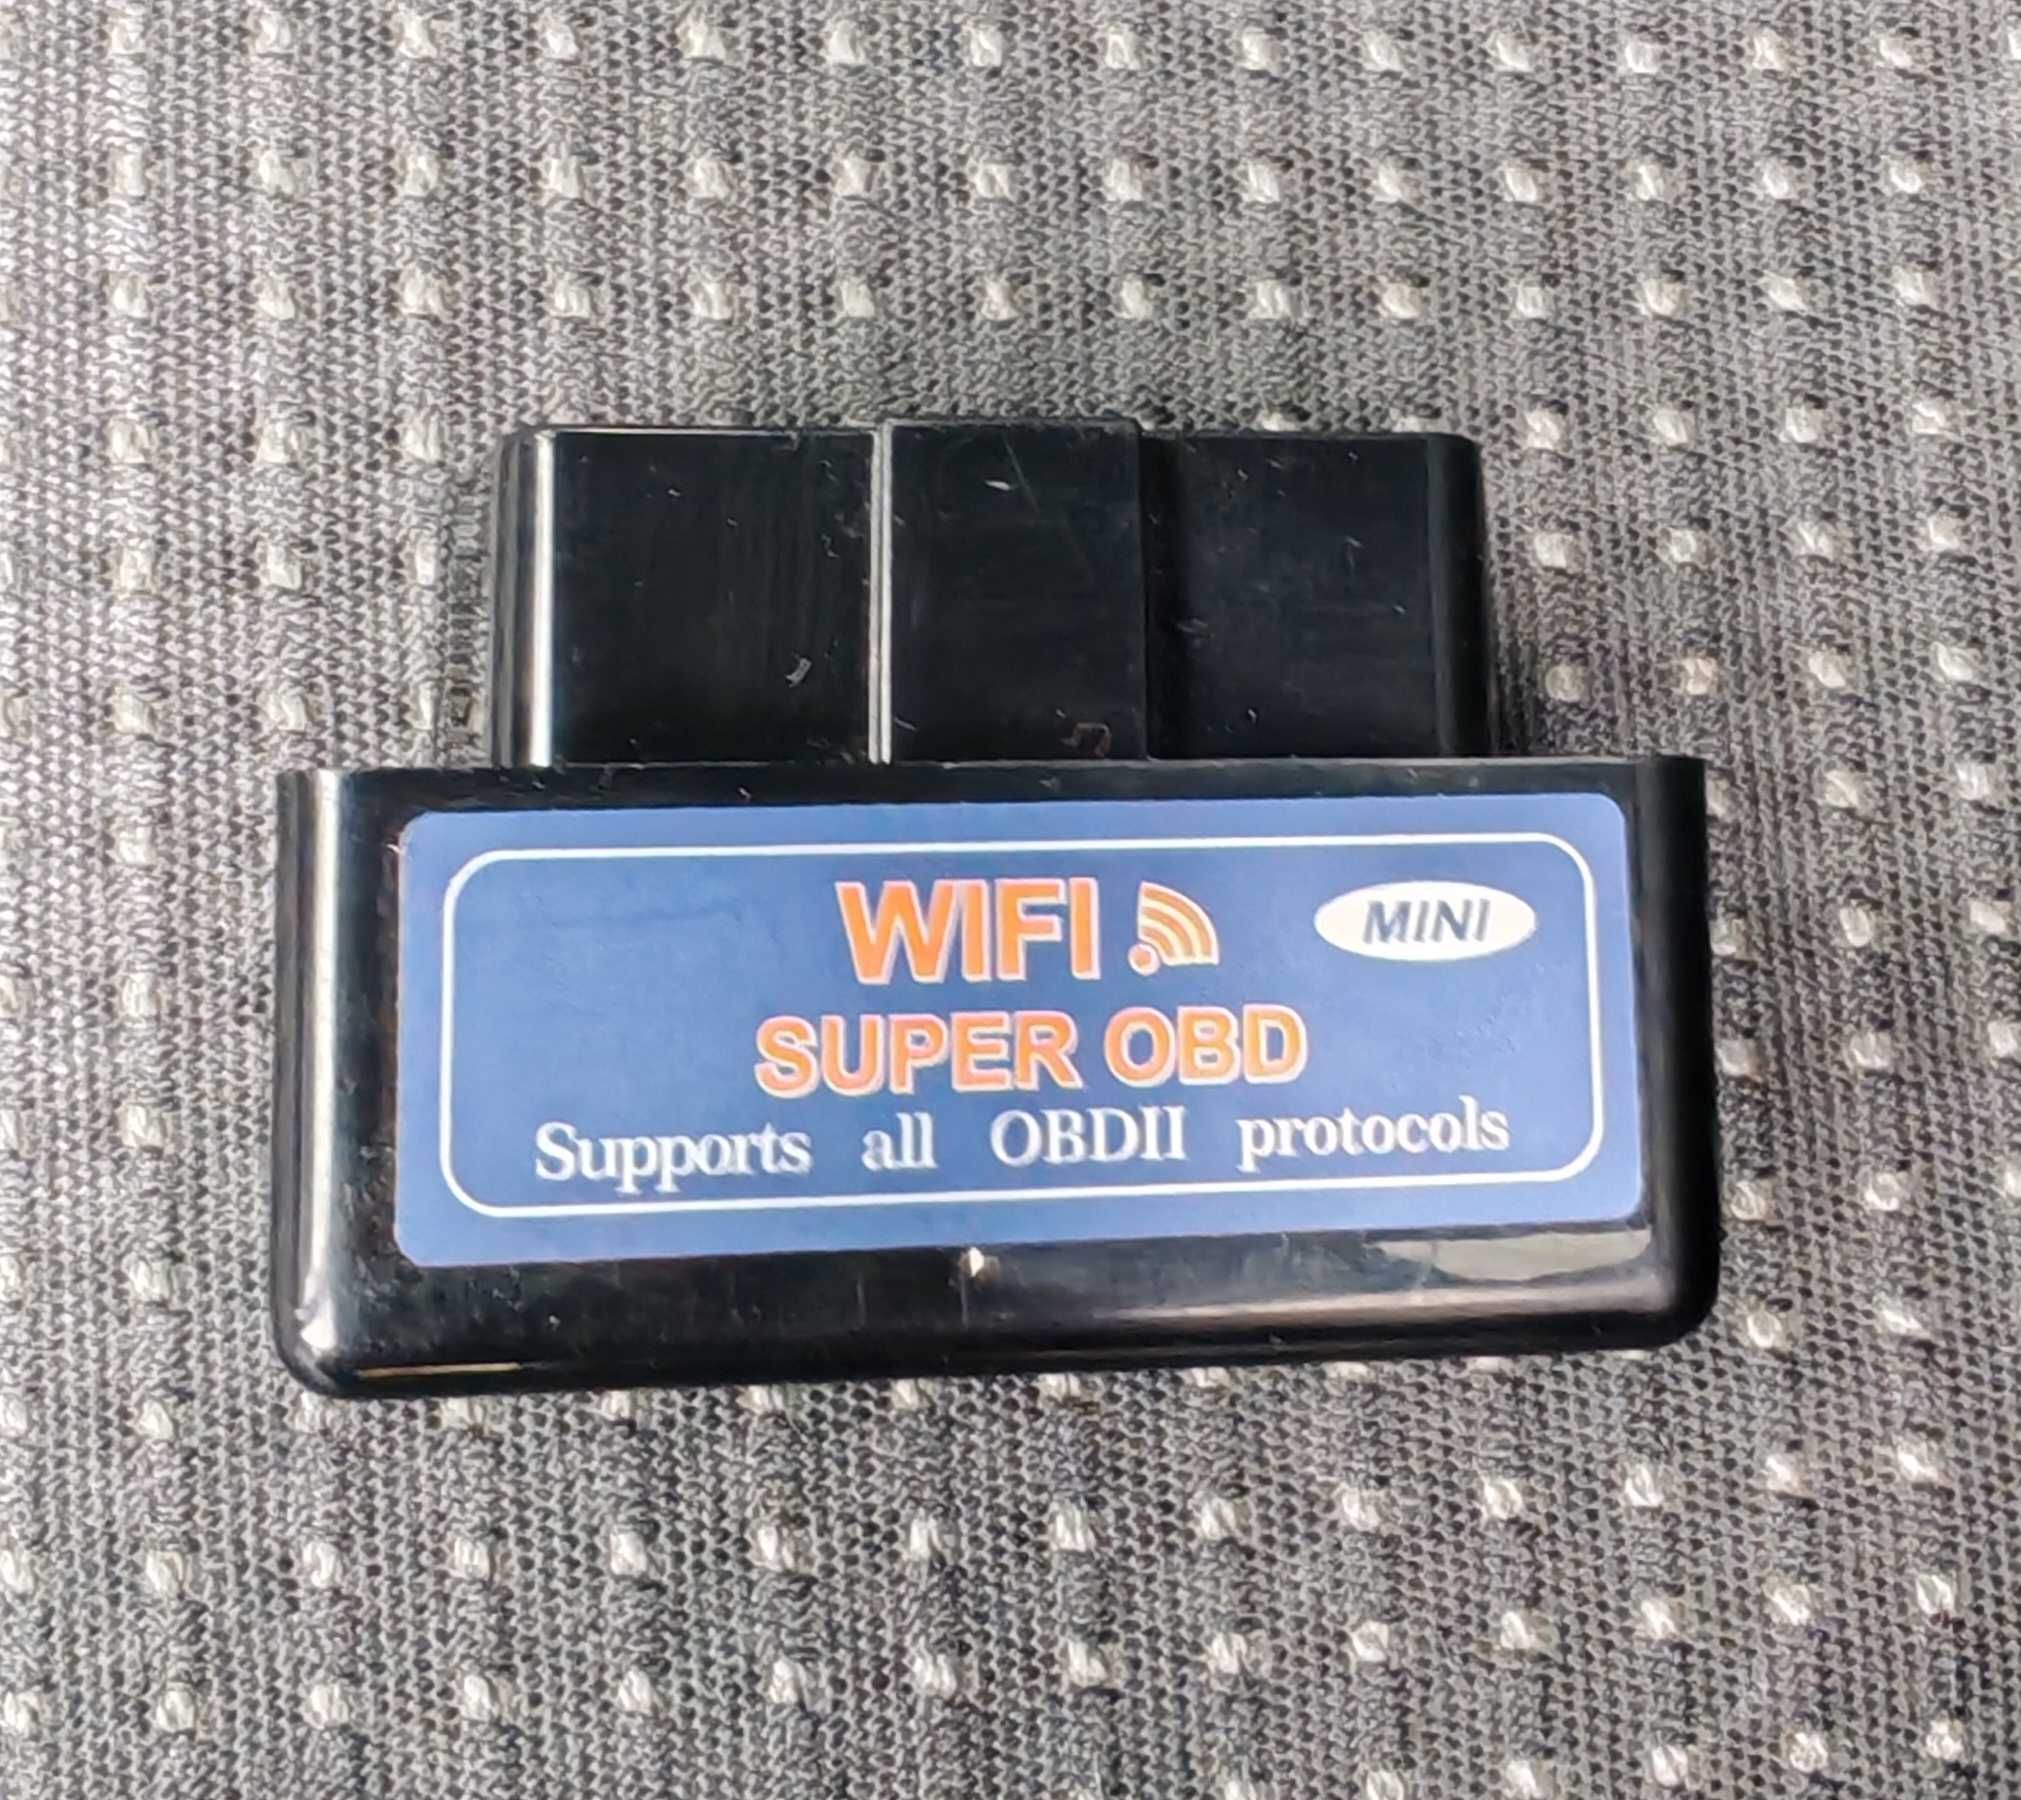 WIFI
MINI
SUPER OBD
Supports all OBDII protocols